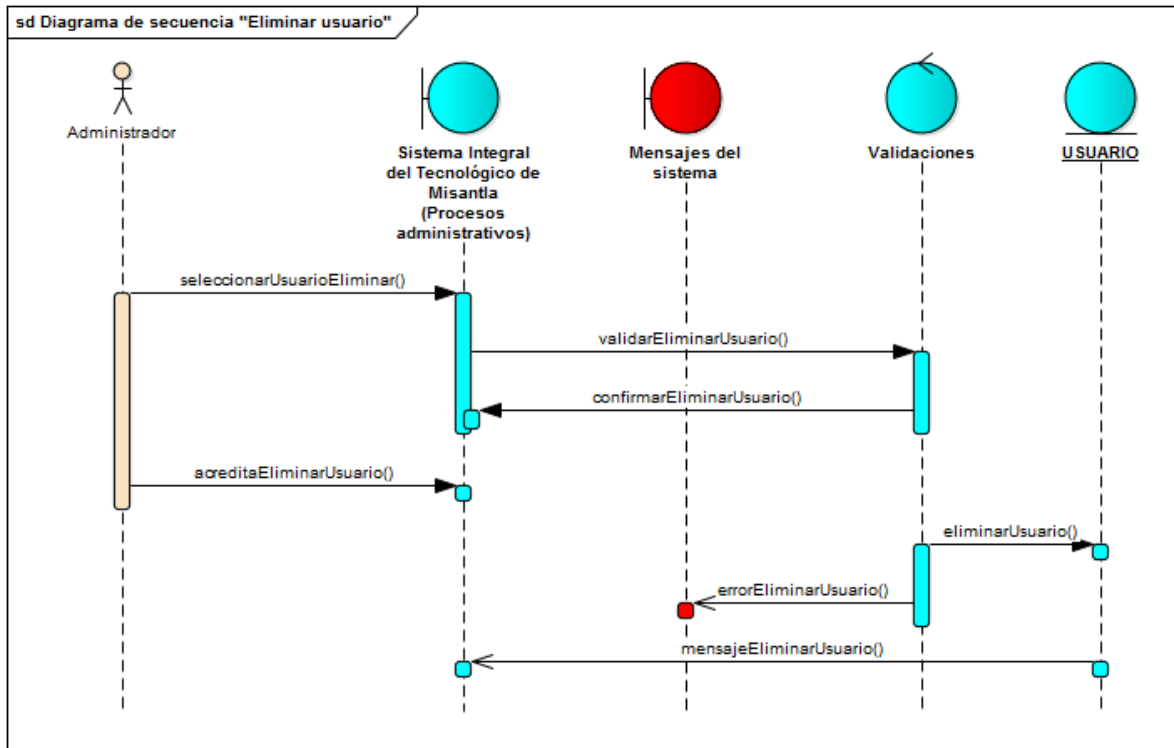 sd Diagrama de secuencia "Eliminar usuario"
Administrador
Sistema Integral
del Tecnológico de
Misantla
(Procesos
administrativos)
Mensajes del
sistema
Validaciones
USUARIO
seleccionarUsuarioEliminar()
validarEliminarUsuario()
confirmarEliminarUsuario()
acreditaEliminarUsuario()
eliminarUsuario()
errorEliminarUsuario()
mensajeEliminarUsuario()